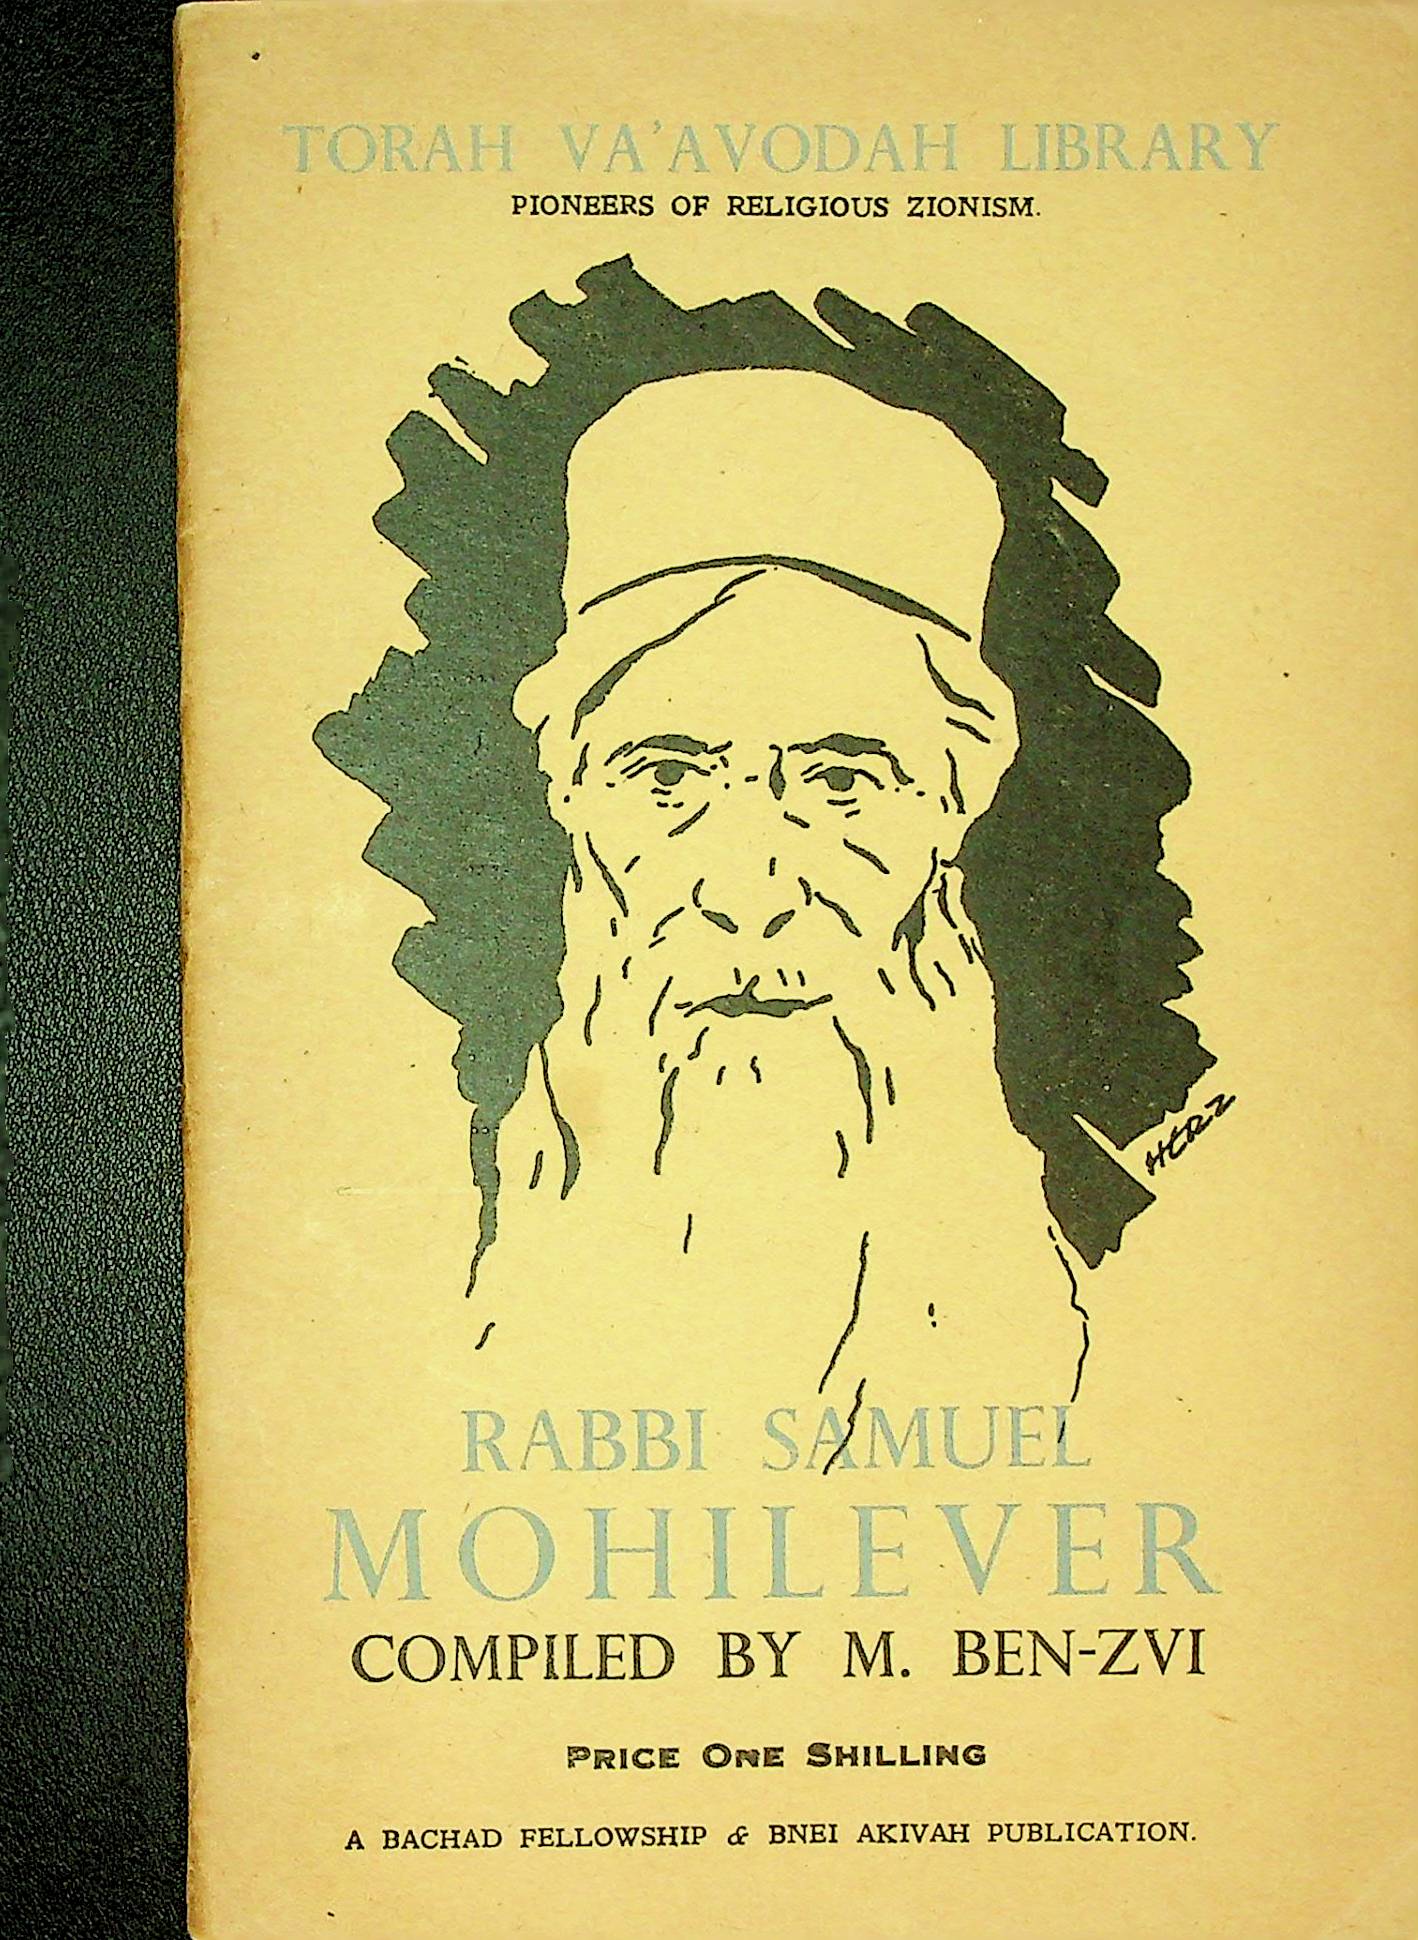 TORAH VA'AVODAH LIBRARY
PIONEERS OF RELIGIOUS ZIONISM.
HERZ
RABBI SAMUEL
MOHILEVER
COMPILED BY M. BEN-ZVI
PRICE ONE SHILLING
A BACHAD FELLOWSHIP & BNEI AKIVAH PUBLICATION.